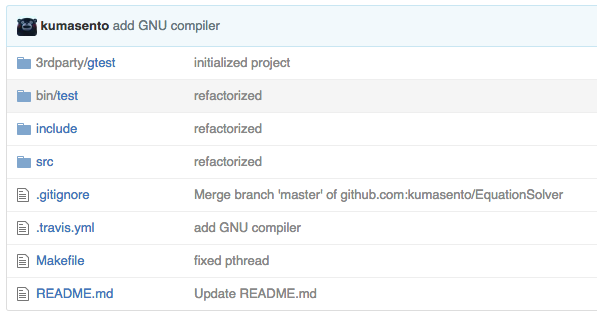 kumasento add GNU compiler
3rdparty/gtest initialized project
bin/test refactorized
include refactorized
src refactorized
.gitignore Merge branch 'master' of github.com:kumasento/EquationSolver
.travis.yml add GNU compiler
Makefile fixed pthread
README.md Update README.md